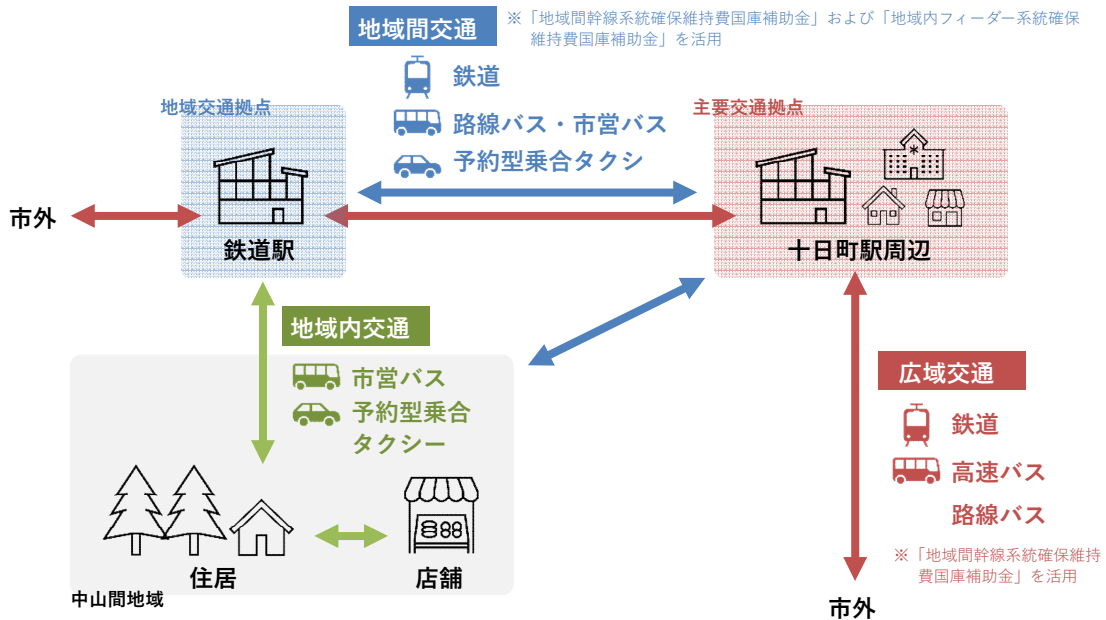 地域間交通
※「地域間幹線系統確保維持費国庫補助金」および「地域内フィーダー系統確保
維持費国庫補助金」を活用
鉄道
路線バス・市営バス
予約型乗合タクシ
地域交通拠点
主要交通拠点
市外
鉄道駅
十日町駅周辺
地域内交通
市営バス
予約型乗合
タクシー
広域交通
鉄道
高速バス
路線バス
※「地域間幹線系統確保維持
費国庫補助金」を活用
888
住居
店舗
中山間地域
市外